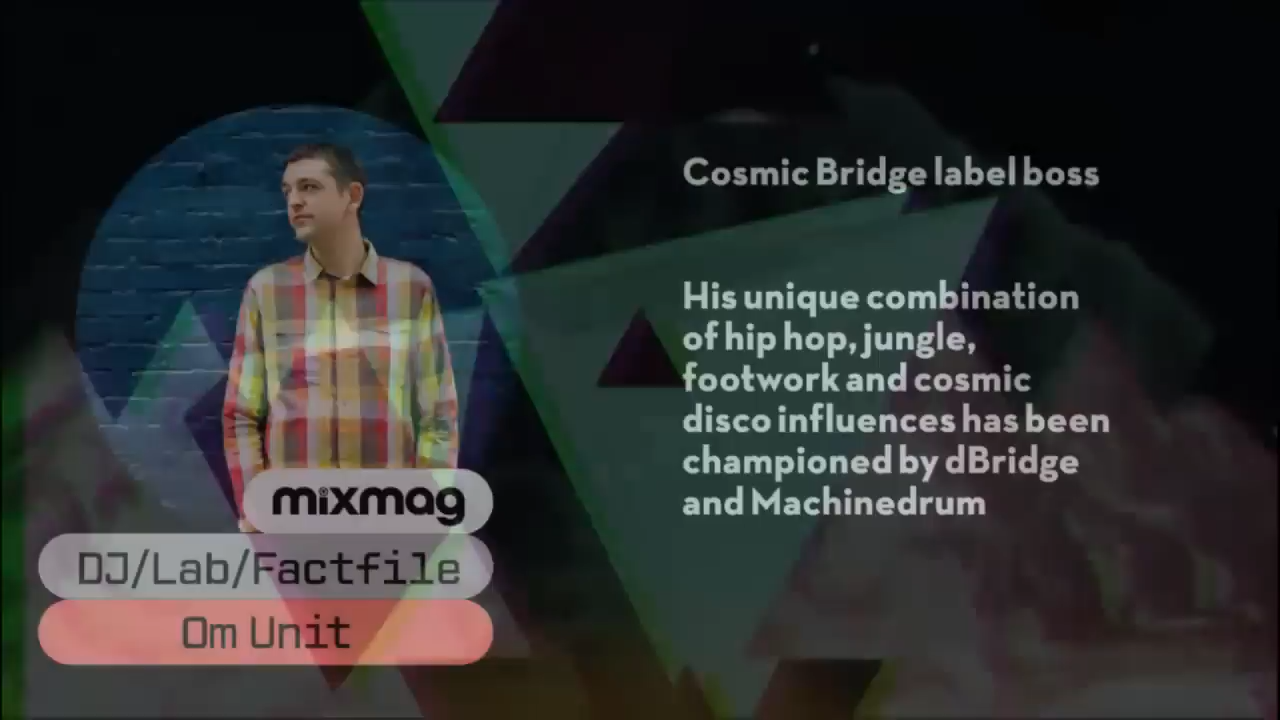 Cosmic Bridge label boss
His unique combination
of hip hop, jungle,
footwork and cosmic
disco influences has been
championed by dBridge
and Machinedrum
mixmag
DJ/Lab/Factfile
Om Unit